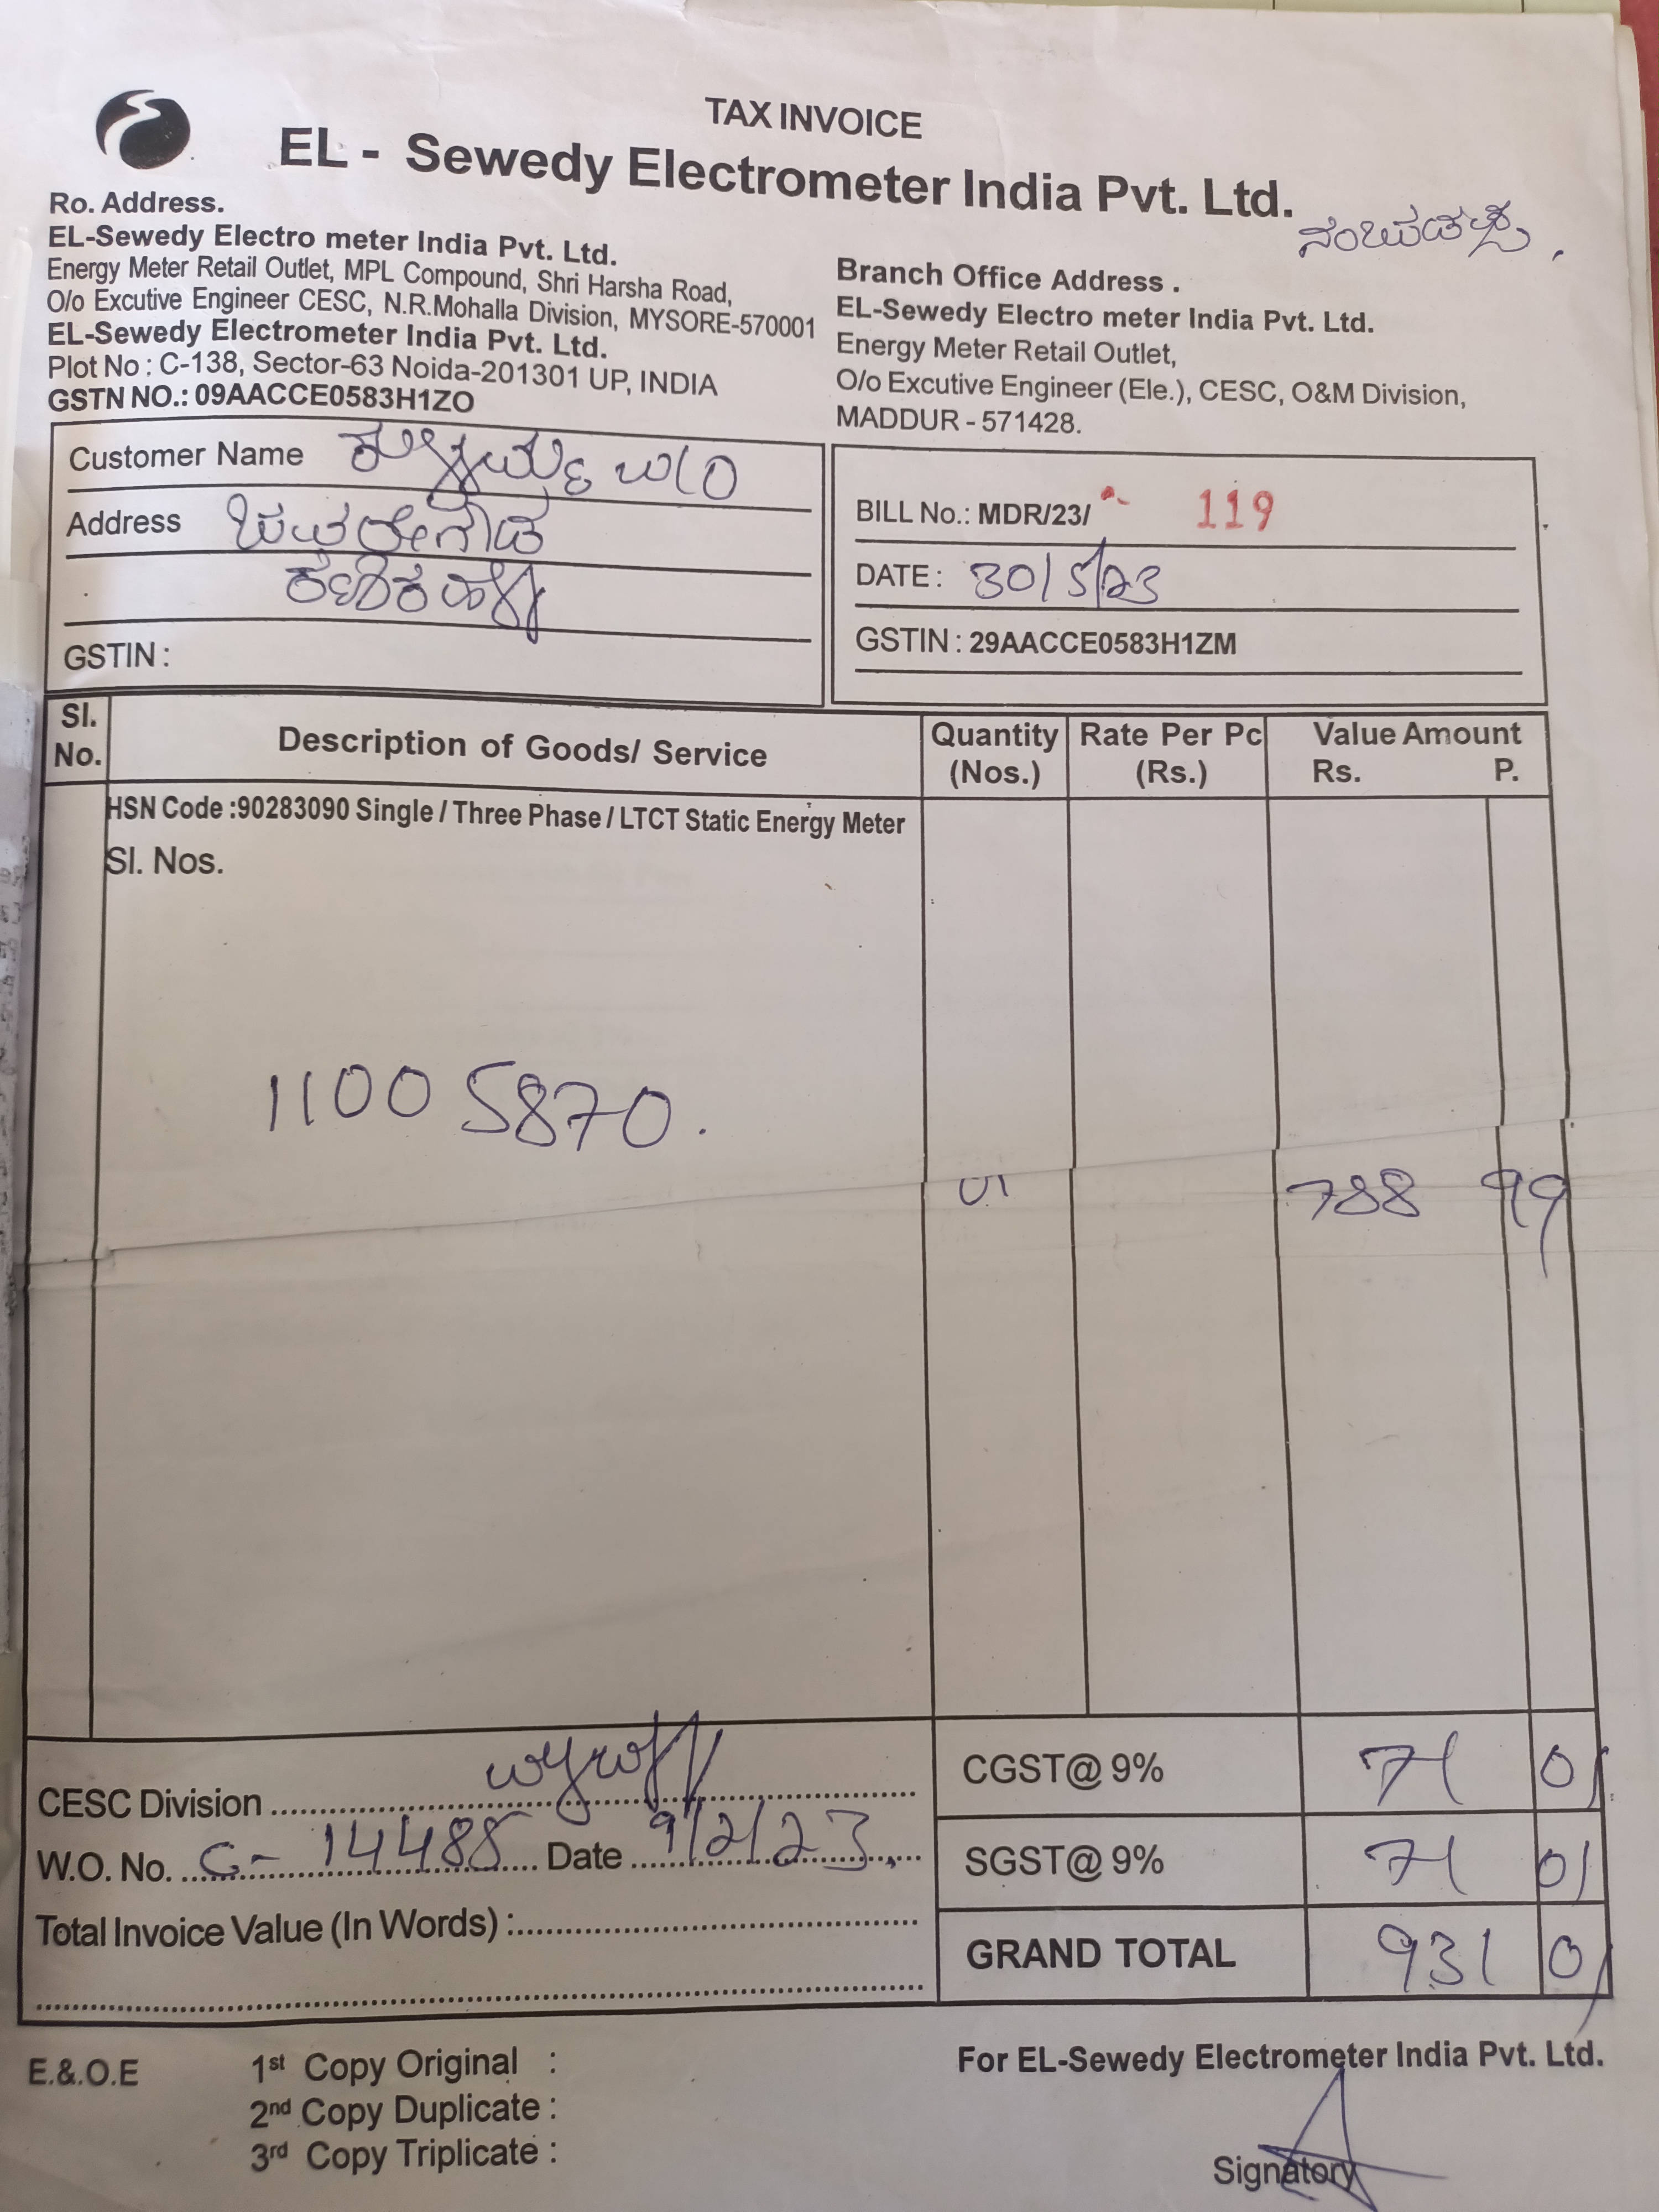 TAX INVOICE
EL - Sewedy Electrometer India Pvt. Ltd.
Ro. Address.
EL-Sewedy Electro meter India Pvt. Ltd.
Energy Meter Retail Outlet, MPL Compound, Shri Harsha Road,
O/o Excutive Engineer CESC, N.R.Mohalla Division, MYSORE-570001
EL-Sewedy Electrometer India Pvt. Ltd.
Plot No : C-138, Sector-63 Noida-201301 UP, INDIA
GSTN NO.: 09AACCE0583H1ZO
Branch Office Address .
EL-Sewedy Electro meter India Pvt. Ltd.
Energy Meter Retail Outlet,
O/o Excutive Engineer (Ele.), CESC, O&M Division,
MADDUR - 571428.
Customer Name
Address
GSTIN :
BILL No.: MDR/23/ 119
DATE : 30/5/23
GSTIN : 29AACCE0583H1ZM
Sl. No. Description of Goods/ Service Quantity (Nos.) Rate Per Pc (Rs.) Value Amount Rs. P.
HSN Code :90283090 Single / Three Phase / LTCT Static Energy Meter
Sl. Nos.
11005870.
01 788 99
CESC Division
CGST@ 9% 71 01
W.O. No. C- 14488 Date 9/2/23
SGST@ 9% 71 01
Total Invoice Value (In Words) :
GRAND TOTAL 931 01
E.&.O.E
1st Copy Original :
2nd Copy Duplicate :
3rd Copy Triplicate :
For EL-Sewedy Electrometer India Pvt. Ltd.
Signatory